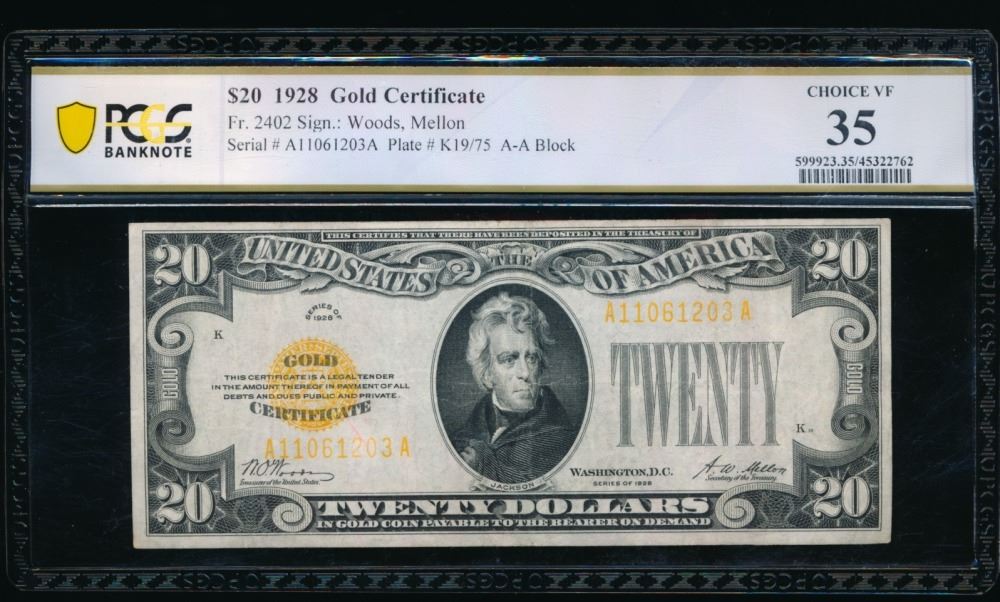 PCGS
BANKNOTE
$20 1928 Gold Certificate
Fr. 2402 Sign.: Woods, Mellon
Serial # A11061203A Plate # K19/75 A-A Block
CHOICE VF
35
599923.35/45322762
THIS CERTIFIES THAT THERE HAVE BEEN DEPOSITED IN THE TREASURY OF
20 UNITED STATES THE OF AMERICA 20
SERIES OF
1928
A11061203A
K
GOLD
GOLD
THIS CERTIFICATE IS A LEGAL TENDER
IN THE AMOUNT THEREOF IN PAYMENT OF ALL
DEBTS AND DUES PUBLIC AND PRIVATE.
CERTIFICATE
TWENTY
GOLD
K
A11061203A
W.O. Woods
Treasurer of the United States.
WASHINGTON, D.C.
SERIES OF 1928
A. W. Mellon
Secretary of the Treasury.
JACKSON
20 TWENTY DOLLARS 20
IN GOLD COIN PAYABLE TO THE BEARER ON DEMAND